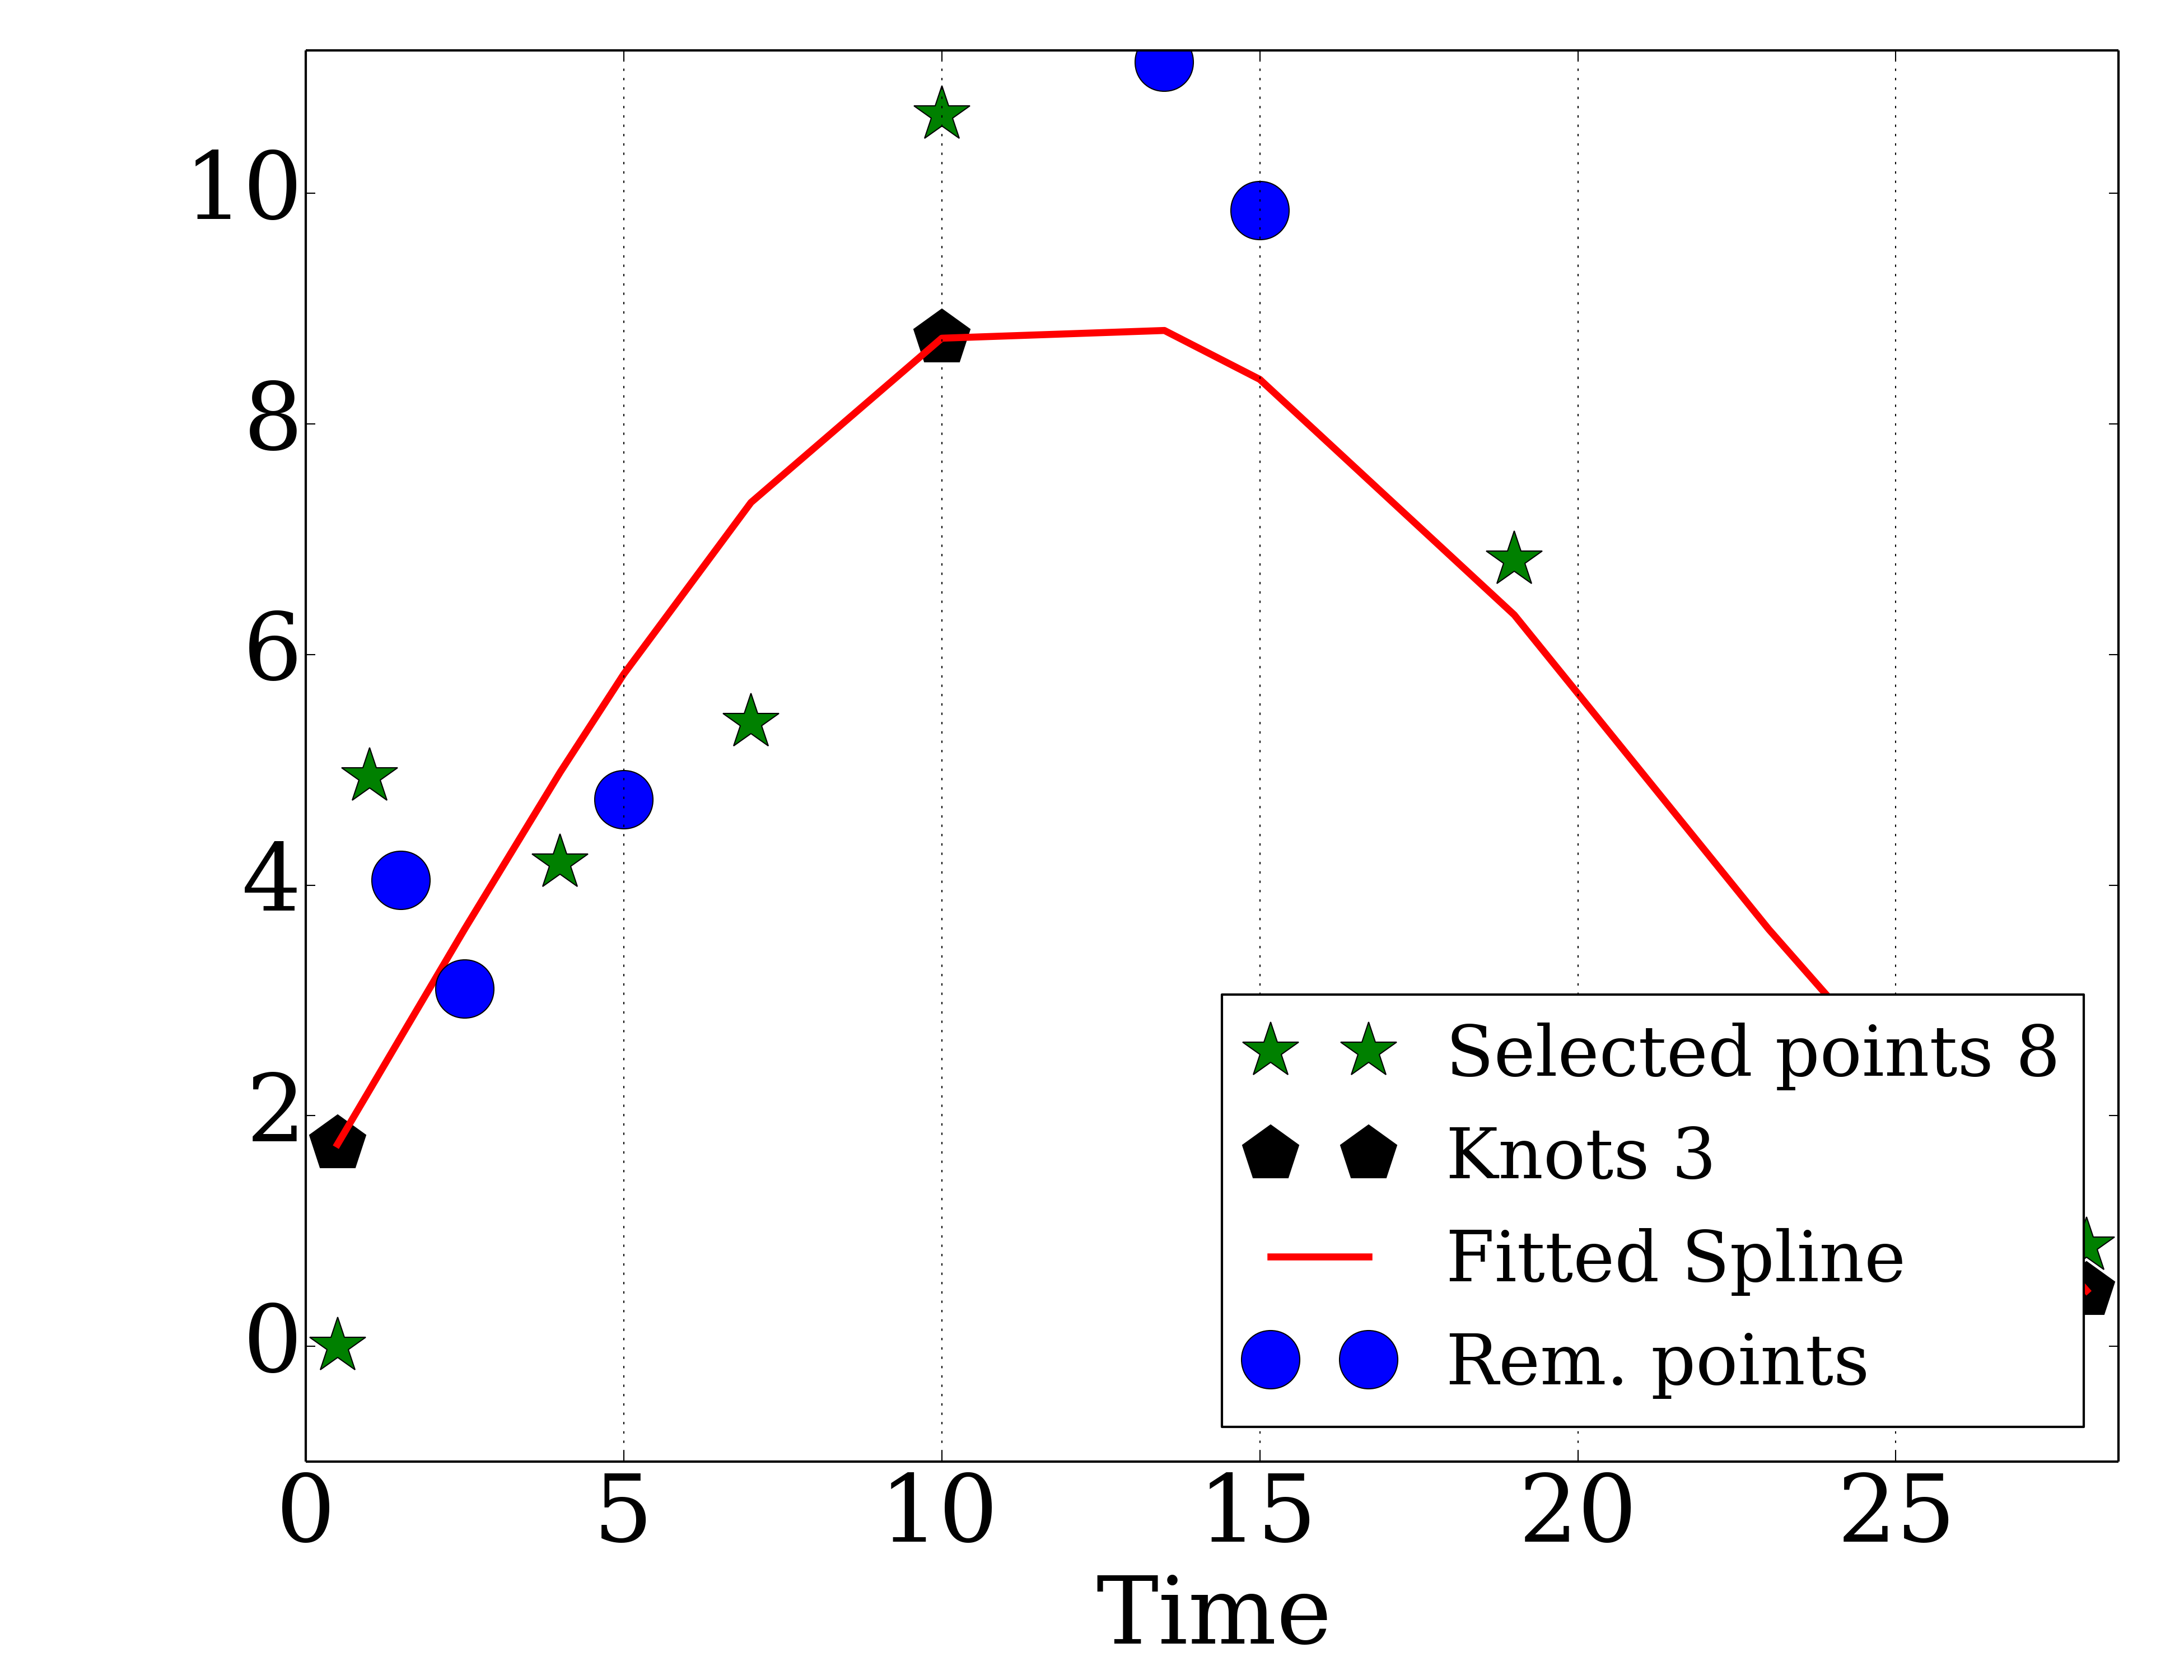 10
8
6
4
2
0
Selected points 8
Knots 3
Fitted Spline
Rem. points
0 5 10 15 20 25
Time